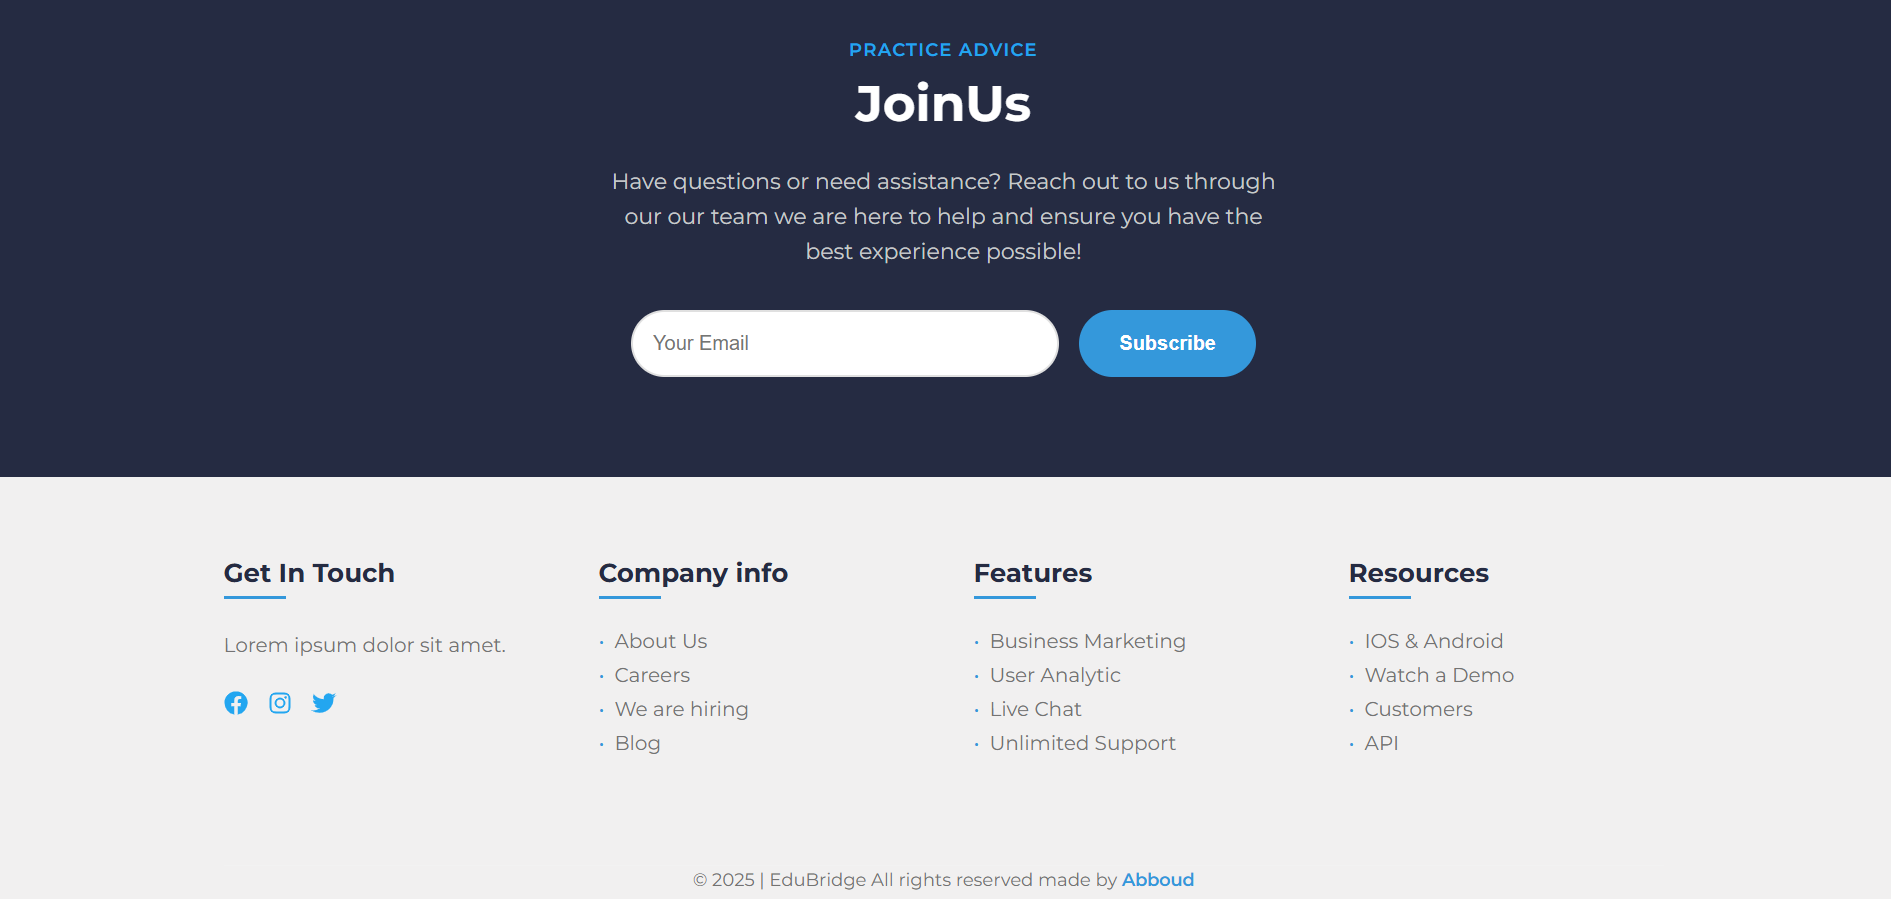 PRACTICE ADVICE
JoinUs
Have questions or need assistance? Reach out to us through
our our team we are here to help and ensure you have the
best experience possible!
Your Email
Subscribe
Get In Touch
Lorem ipsum dolor sit amet.
Company info
• About Us
• Careers
• We are hiring
• Blog
Features
• Business Marketing
• User Analytic
• Live Chat
• Unlimited Support
Resources
• IOS & Android
• Watch a Demo
• Customers
• API
© 2025 | EduBridge All rights reserved made by Abboud